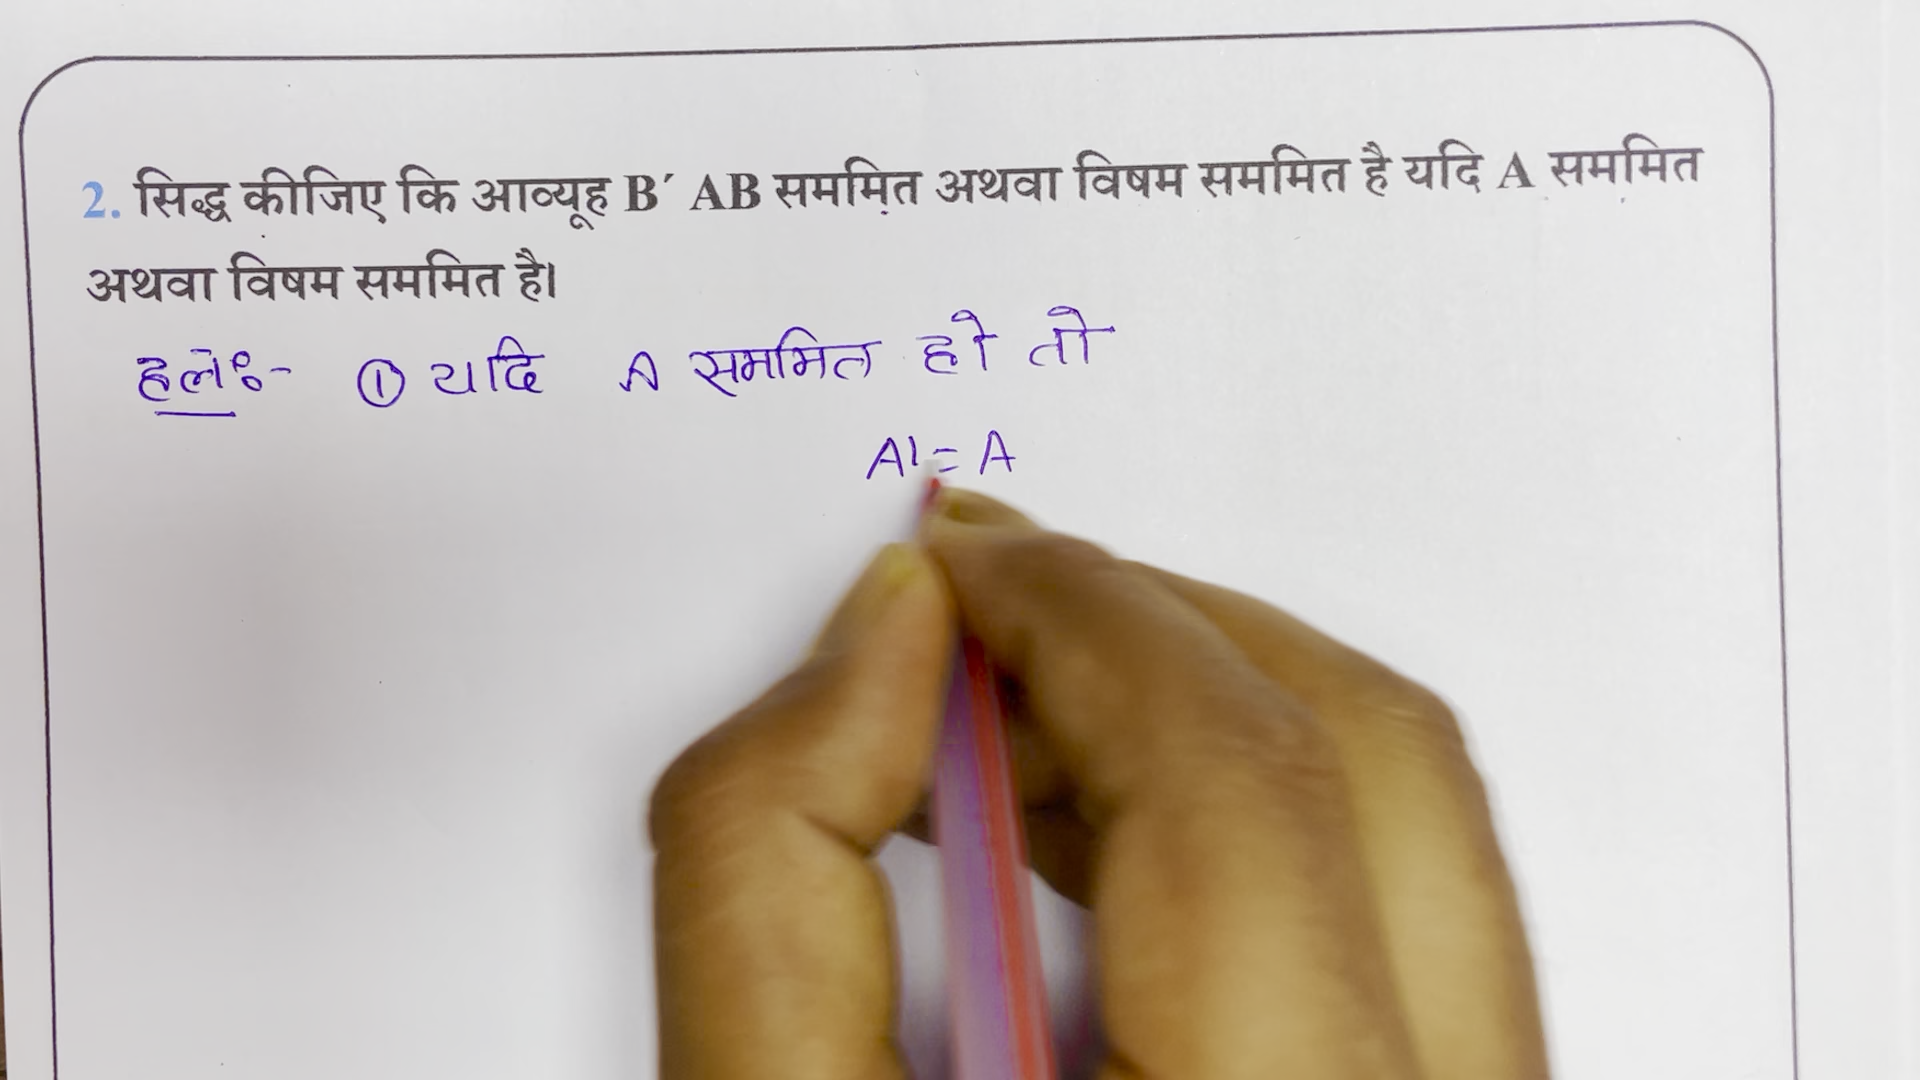 2. सिद्ध कीजिए कि आव्यूह B′ AB सममित अथवा विषम सममित है यदि A सममित
अथवा विषम सममित है।
हलः- ① यदि A सममित हो तो
A' = A